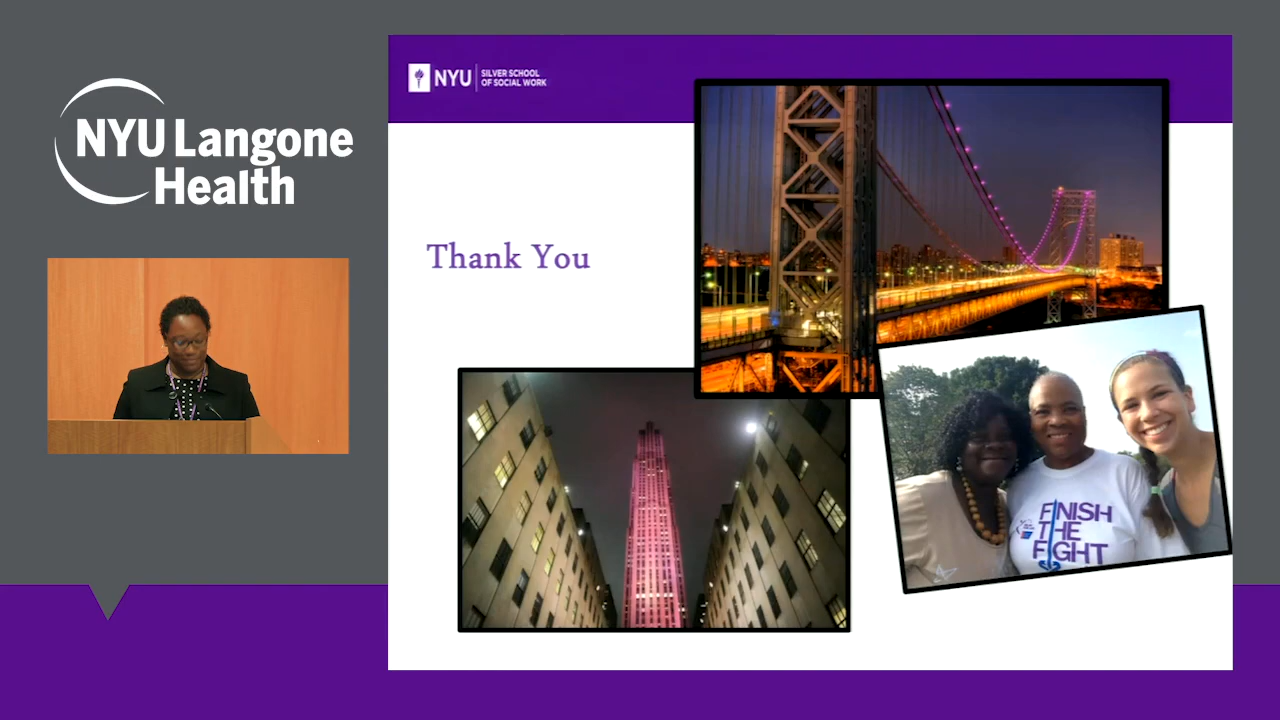 NYU Langone
Health
NYU
SILVER SCHOOL
OF SOCIAL WORK
Thank You
FINISH
THE
FIGHT